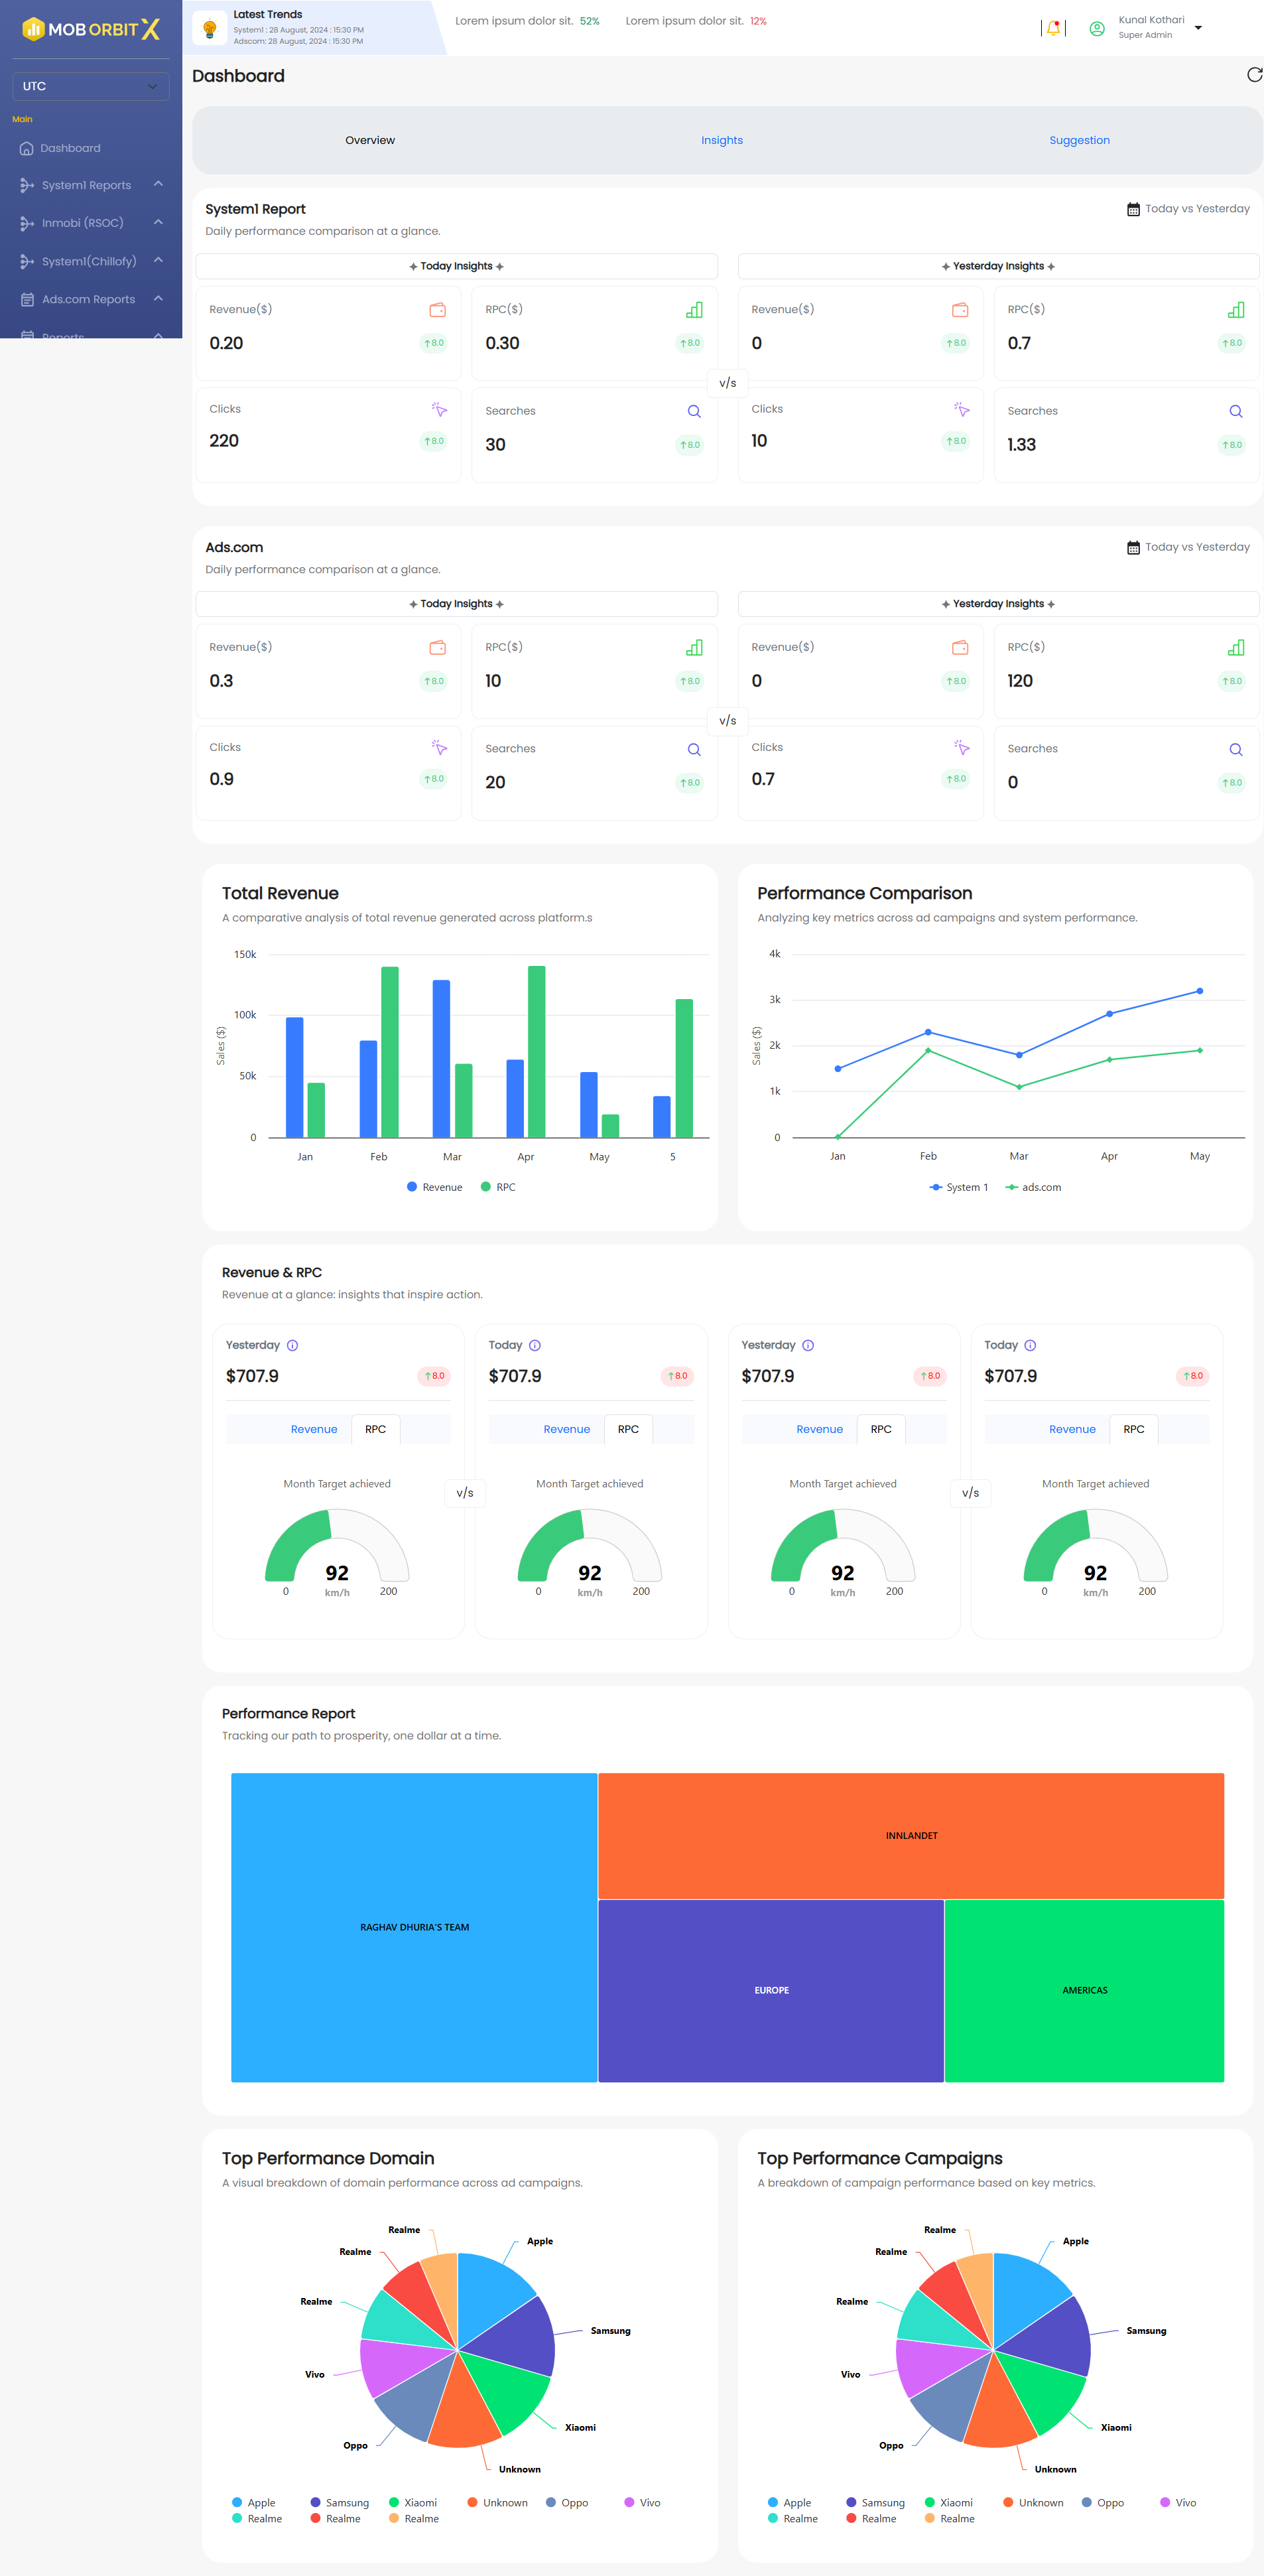 MOBORBITX
UTC
Main
Dashboard
System1 Reports
Inmobi (RSOC)
System1(Chillofy)
Ads.com Reports
Reports
Latest Trends
System1 : 28 August, 2024 : 15:30 PM
Adscom: 28 August, 2024 : 15:30 PM
Lorem ipsum dolor sit. 52%
Lorem ipsum dolor sit. 12%
Kunal Kothari
Super Admin
Dashboard
Overview
Insights
Suggestion
System1 Report
Today vs Yesterday
Daily performance comparison at a glance.
Today Insights
Yesterday Insights
Revenue($)
RPC($)
Revenue($)
RPC($)
0.20
↑8.0
0.30
↑8.0
0
↑8.0
0.7
↑8.0
v/s
Clicks
Searches
Clicks
Searches
220
↑8.0
30
↑8.0
10
↑8.0
1.33
↑8.0
Ads.com
Today vs Yesterday
Daily performance comparison at a glance.
Today Insights
Yesterday Insights
Revenue($)
RPC($)
Revenue($)
RPC($)
0.3
↑8.0
10
↑8.0
0
↑8.0
120
↑8.0
v/s
Clicks
Searches
Clicks
Searches
0.9
↑8.0
20
↑8.0
0.7
↑8.0
0
↑8.0
Total Revenue
A comparative analysis of total revenue generated across platform.s
150k
100k
50k
0
Sales ($)
Jan
Feb
Mar
Apr
May
5
Revenue
RPC
Performance Comparison
Analyzing key metrics across ad campaigns and system performance.
4k
3k
2k
1k
0
Sales ($)
Jan
Feb
Mar
Apr
May
System 1
ads.com
Revenue & RPC
Revenue at a glance: insights that inspire action.
Yesterday
$707.9
↑8.0
Revenue
RPC
Month Target achieved
92
km/h
0
200
v/s
Today
$707.9
↑8.0
Revenue
RPC
Month Target achieved
92
km/h
0
200
Yesterday
$707.9
↑8.0
Revenue
RPC
Month Target achieved
92
km/h
0
200
v/s
Today
$707.9
↑8.0
Revenue
RPC
Month Target achieved
92
km/h
0
200
Performance Report
Tracking our path to prosperity, one dollar at a time.
RAGHAV DHURIA'S TEAM
INNLANDET
EUROPE
AMERICAS
Top Performance Domain
A visual breakdown of domain performance across ad campaigns.
Realme
Apple
Realme
Realme
Samsung
Vivo
Xiaomi
Oppo
Unknown
Apple
Samsung
Xiaomi
Unknown
Oppo
Vivo
Realme
Realme
Realme
Top Performance Campaigns
A breakdown of campaign performance based on key metrics.
Realme
Apple
Realme
Realme
Samsung
Vivo
Xiaomi
Oppo
Unknown
Apple
Samsung
Xiaomi
Unknown
Oppo
Vivo
Realme
Realme
Realme